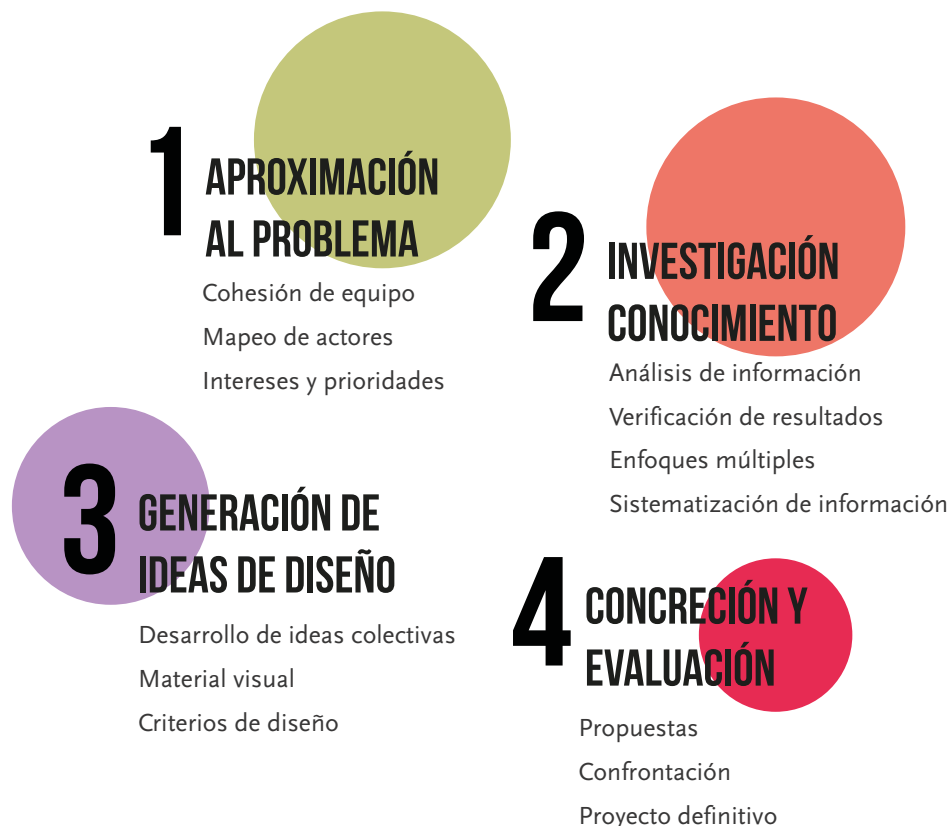 1
APROXIMACIÓN
AL PROBLEMA
Cohesión de equipo
Mapeo de actores
Intereses y prioridades
2
INVESTIGACIÓN
CONOCIMIENTO
Análisis de información
Verificación de resultados
Enfoques múltiples
Sistematización de información
3
GENERACIÓN DE
IDEAS DE DISEÑO
Desarrollo de ideas colectivas
Material visual
Criterios de diseño
4
CONCRECIÓN Y
EVALUACIÓN
Propuestas
Confrontación
Proyecto definitivo